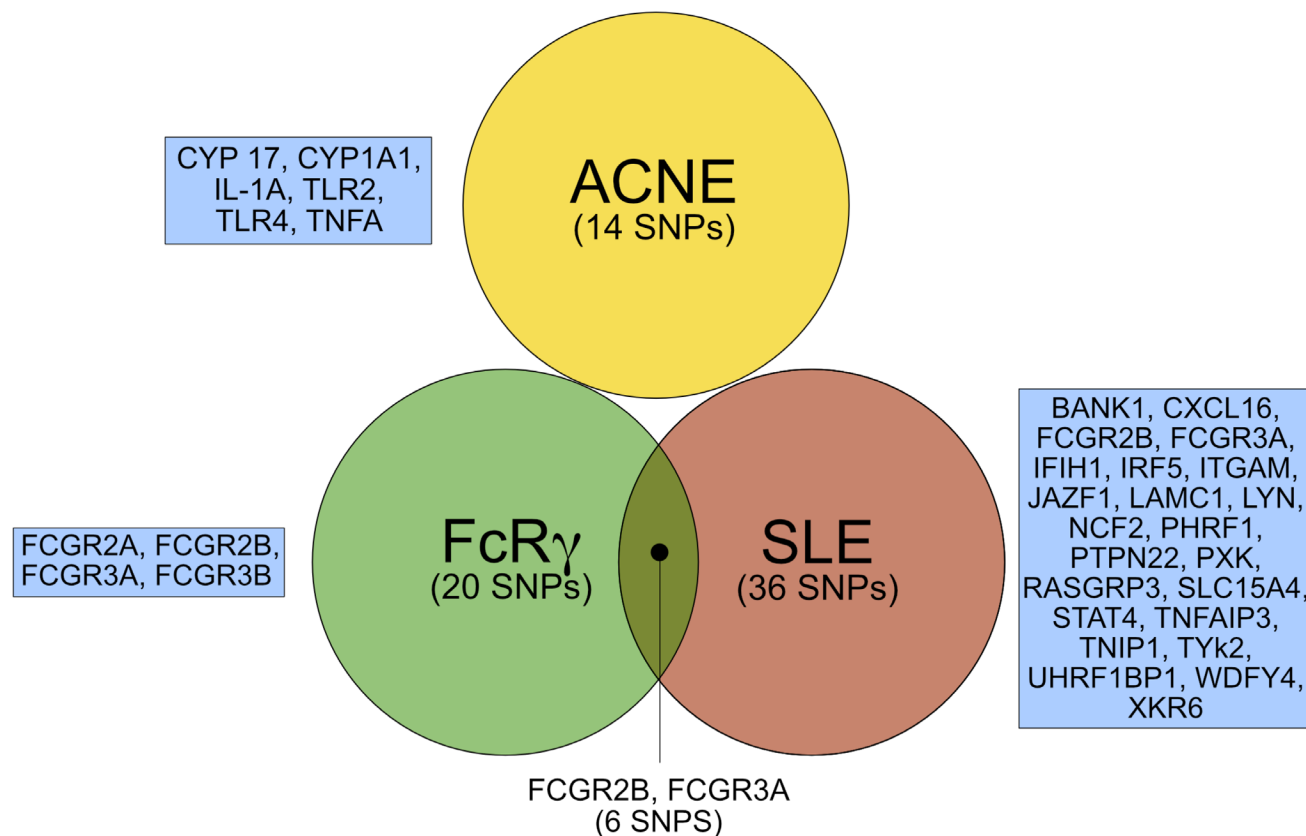 CYP 17, CYP1A1,
IL-1A, TLR2,
TLR4, TNFA
ACNE
(14 SNPs)
FCGR2A, FCGR2B,
FCGR3A, FCGR3B
FcRγ
(20 SNPs)
SLE
(36 SNPs)
BANK1, CXCL16,
FCGR2B, FCGR3A,
IFIH1, IRF5, ITGAM,
JAZF1, LAMC1, LYN,
NCF2, PHRF1,
PTPN22, PXK,
RASGRP3, SLC15A4,
STAT4, TNFAIP3,
TNIP1, TYk2,
UHRF1BP1, WDFY4,
XKR6
FCGR2B, FCGR3A
(6 SNPS)